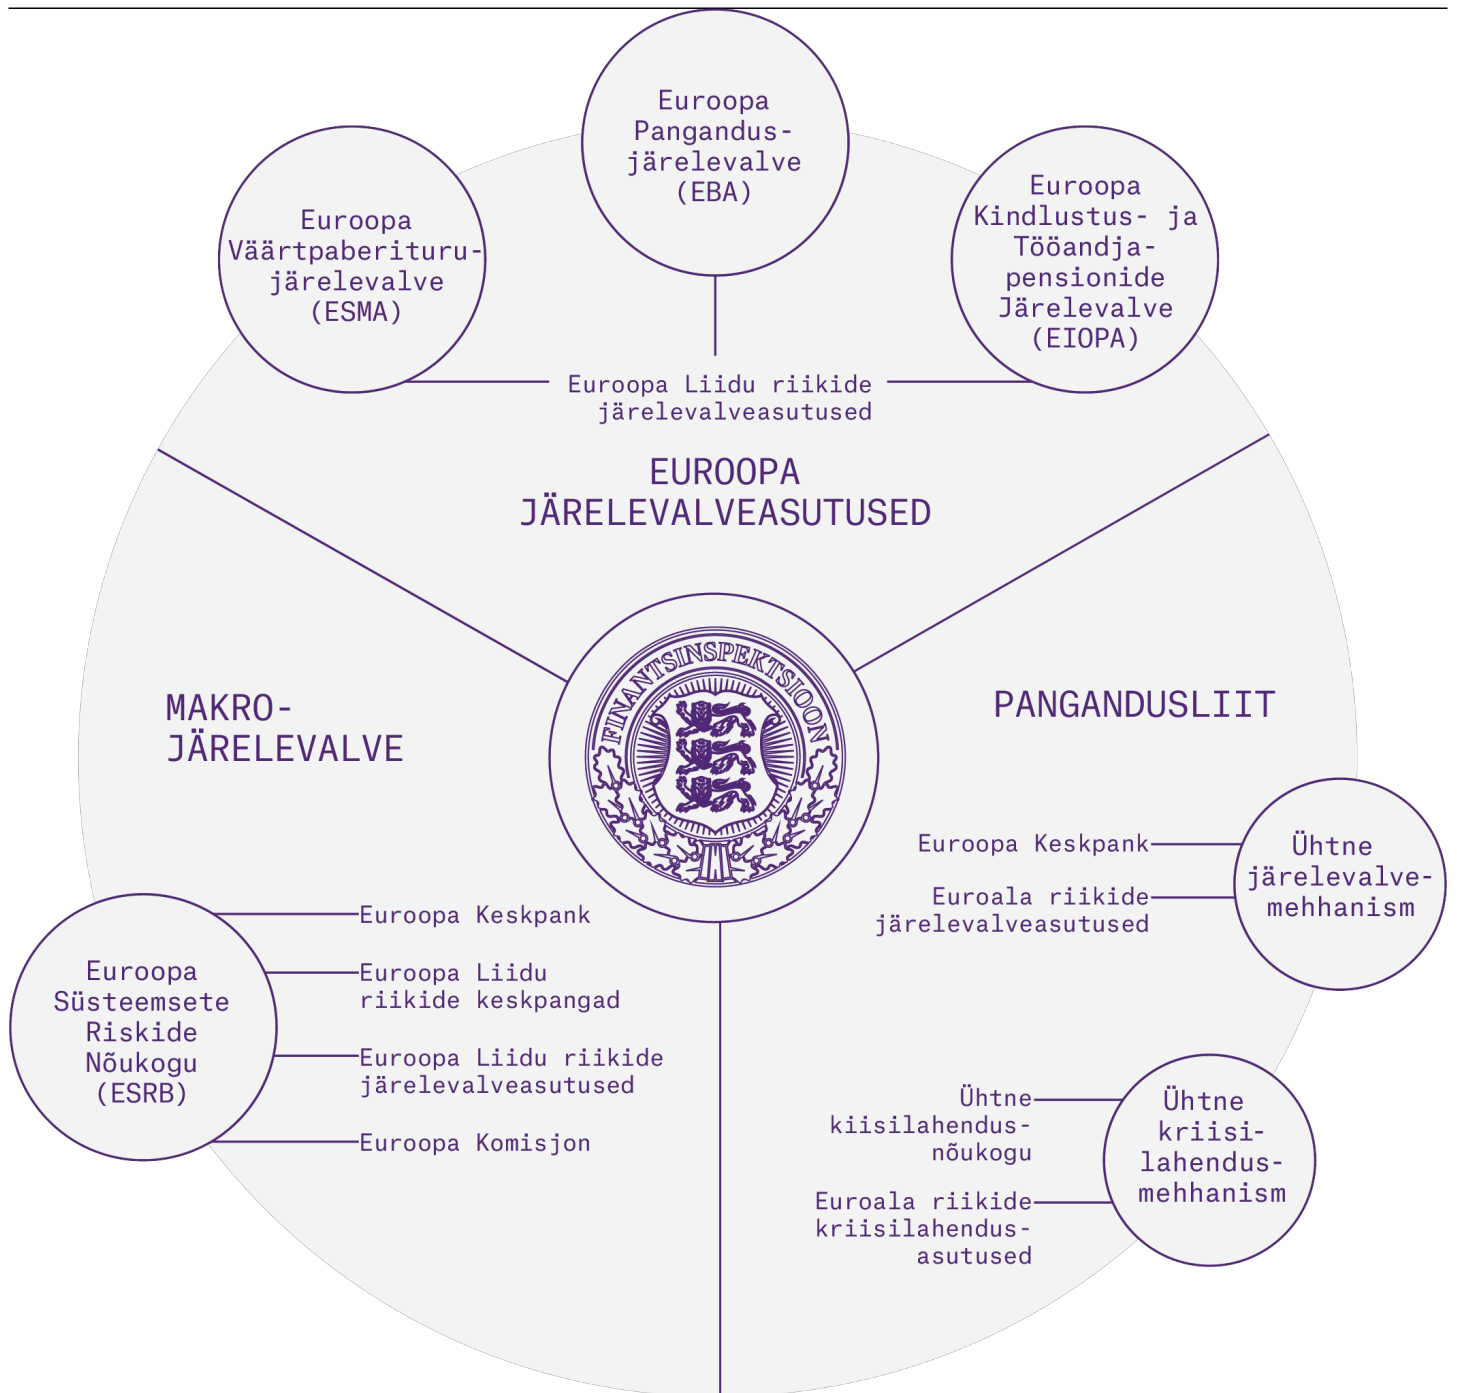 Euroopa
Pangandus-
järelevalve
(EBA)
Euroopa
Väärtpaberituru-
järelevalve
(ESMA)
Euroopa
Kindlustus- ja
Tööandja-
pensionide
Järelevalve
(EIOPA)
Euroopa Liidu riikide
järelevalveasutused
EUROOPA
JÄRELEVALVEASUTUSED
FINANTSINSPEKTSIOON
MAKRO-
JÄRELEVALVE
Euroopa
Süsteemsete
Riskide
Nõukogu
(ESRB)
Euroopa Keskpank
Euroopa Liidu
riikide keskpangad
Euroopa Liidu riikide
järelevalveasutused
Euroopa Komisjon
PANGANDUSLIIT
Euroopa Keskpank
Euroala riikide
järelevalveasutused
Ühtne
järelevalve-
mehhanism
Ühtne
kiisilahendus-
nõukogu
Euroala riikide
kriisilahendus-
asutused
Ühtne
kriisi-
lahendus-
mehhanism